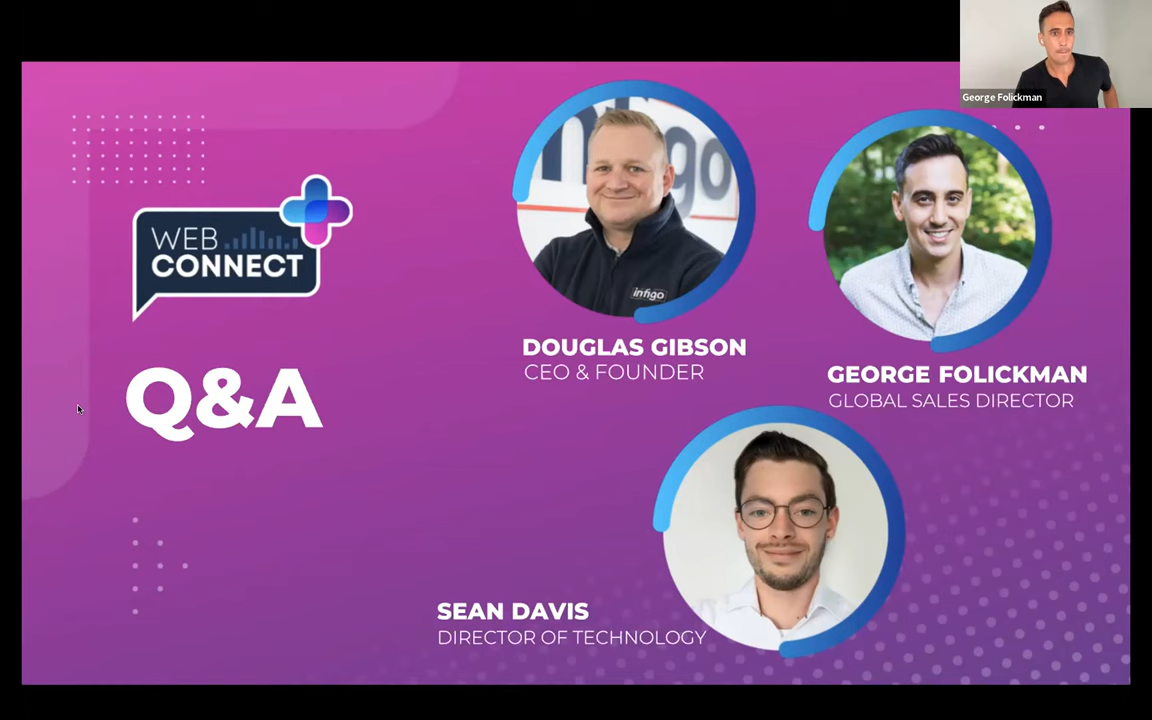 George Folickman
WEB
CONNECT
Q&A
infigo
DOUGLAS GIBSON
CEO & FOUNDER
GEORGE FOLICKMAN
GLOBAL SALES DIRECTOR
SEAN DAVIS
DIRECTOR OF TECHNOLOGY